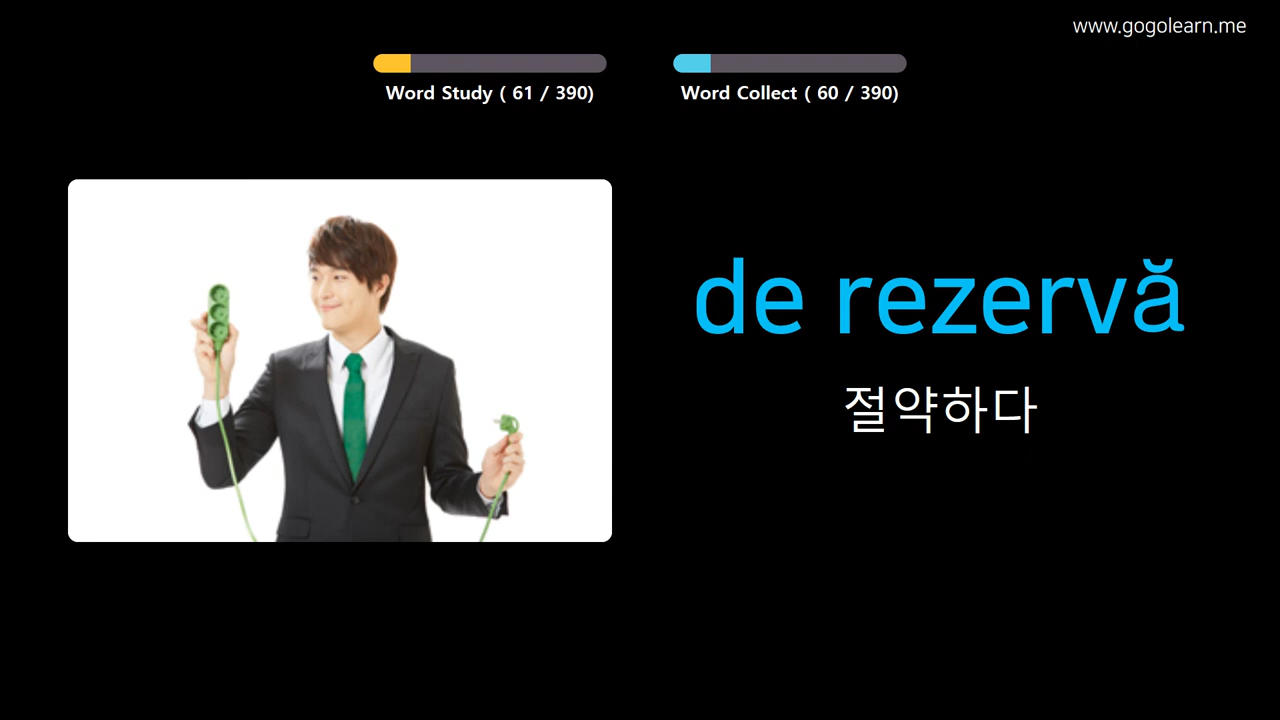 www.gogolearn.me
Word Study ( 61 / 390)
Word Collect ( 60 / 390)
de rezervă
절약하다